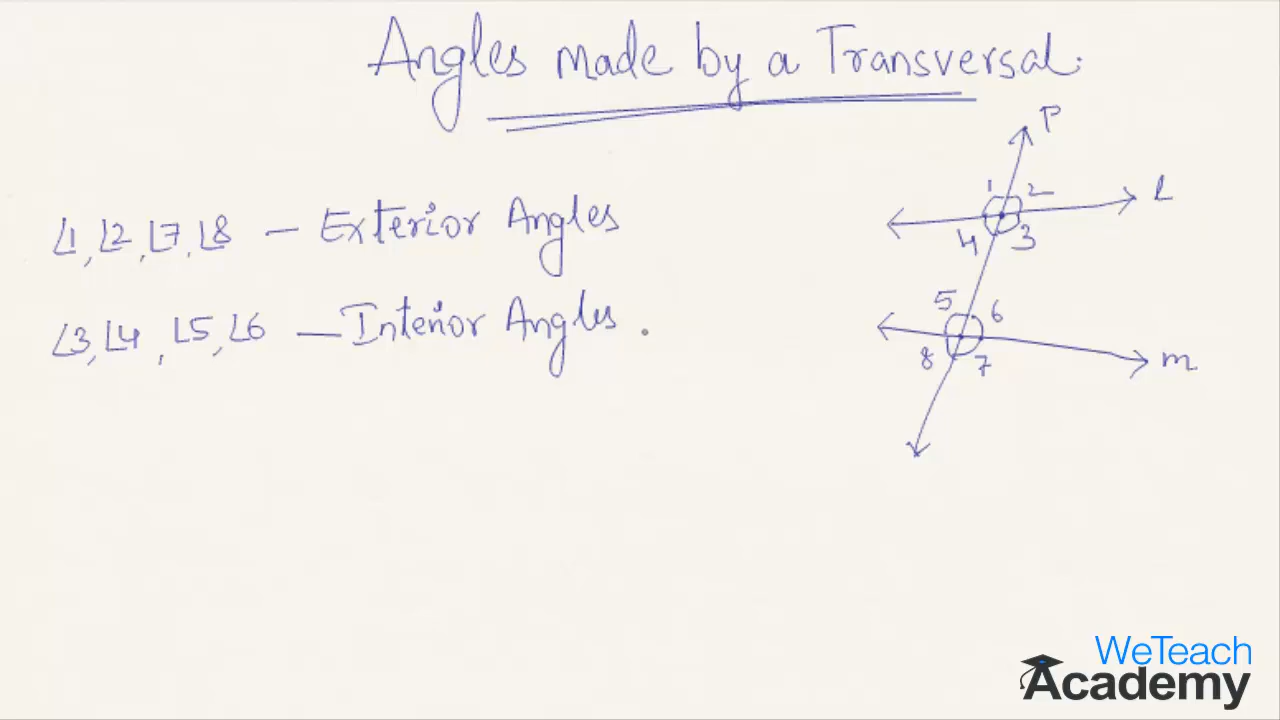 Angles made by a Transversal.
∠1, ∠2, ∠7, ∠8 — Exterior Angles
∠3, ∠4, ∠5, ∠6 — Interior Angles .
P
1 2 l
4 3
5 6
8 7 m
WeTeach
Academy